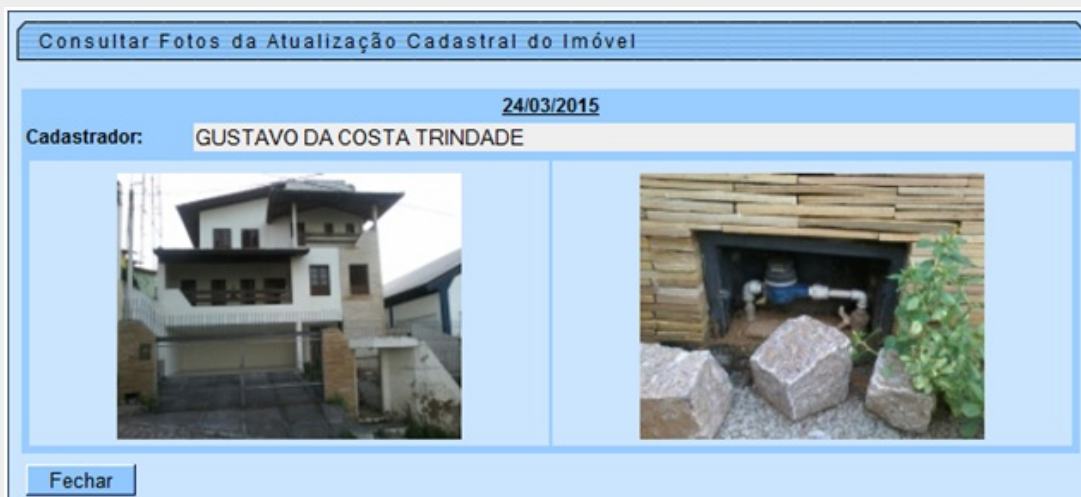 Consultar Fotos da Atualização Cadastral do Imóvel
24/03/2015
Cadastrador: GUSTAVO DA COSTA TRINDADE
Fechar